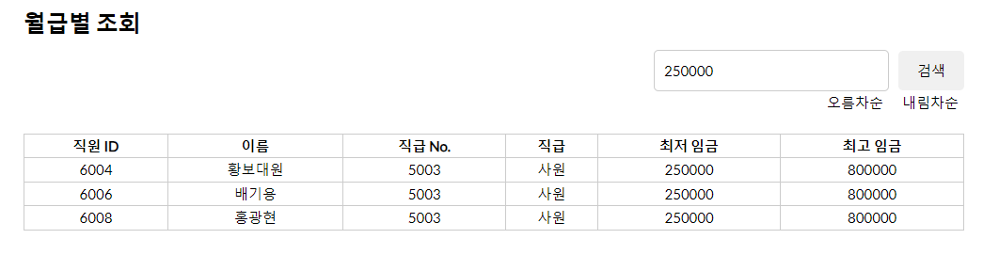 월급별 조회
250000 검색
오름차순 내림차순
직원 ID 이름 직급 No. 직급 최저 임금 최고 임금
6004 황보대원 5003 사원 250000 800000
6006 배기용 5003 사원 250000 800000
6008 홍광현 5003 사원 250000 800000